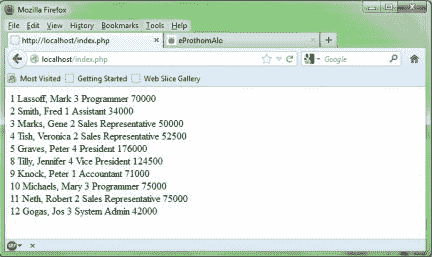 Mozilla Firefox
File Edit View History Bookmarks Tools Help
http://localhost/index.php
eProthomAlo
localhost/index.php
Google
Most Visited Getting Started Web Slice Gallery
1 Lassoff, Mark 3 Programmer 70000
2 Smith, Fred 1 Assistant 34000
3 Marks, Gene 2 Sales Representative 50000
4 Tish, Veronica 2 Sales Representative 52500
5 Graves, Peter 4 President 176000
8 Tilly, Jennifer 4 Vice President 124500
9 Knock, Peter 1 Accountant 71000
10 Michaels, Mary 3 Programmer 75000
11 Neth, Robert 2 Sales Representative 75000
12 Gogas, Jos 3 System Admin 42000